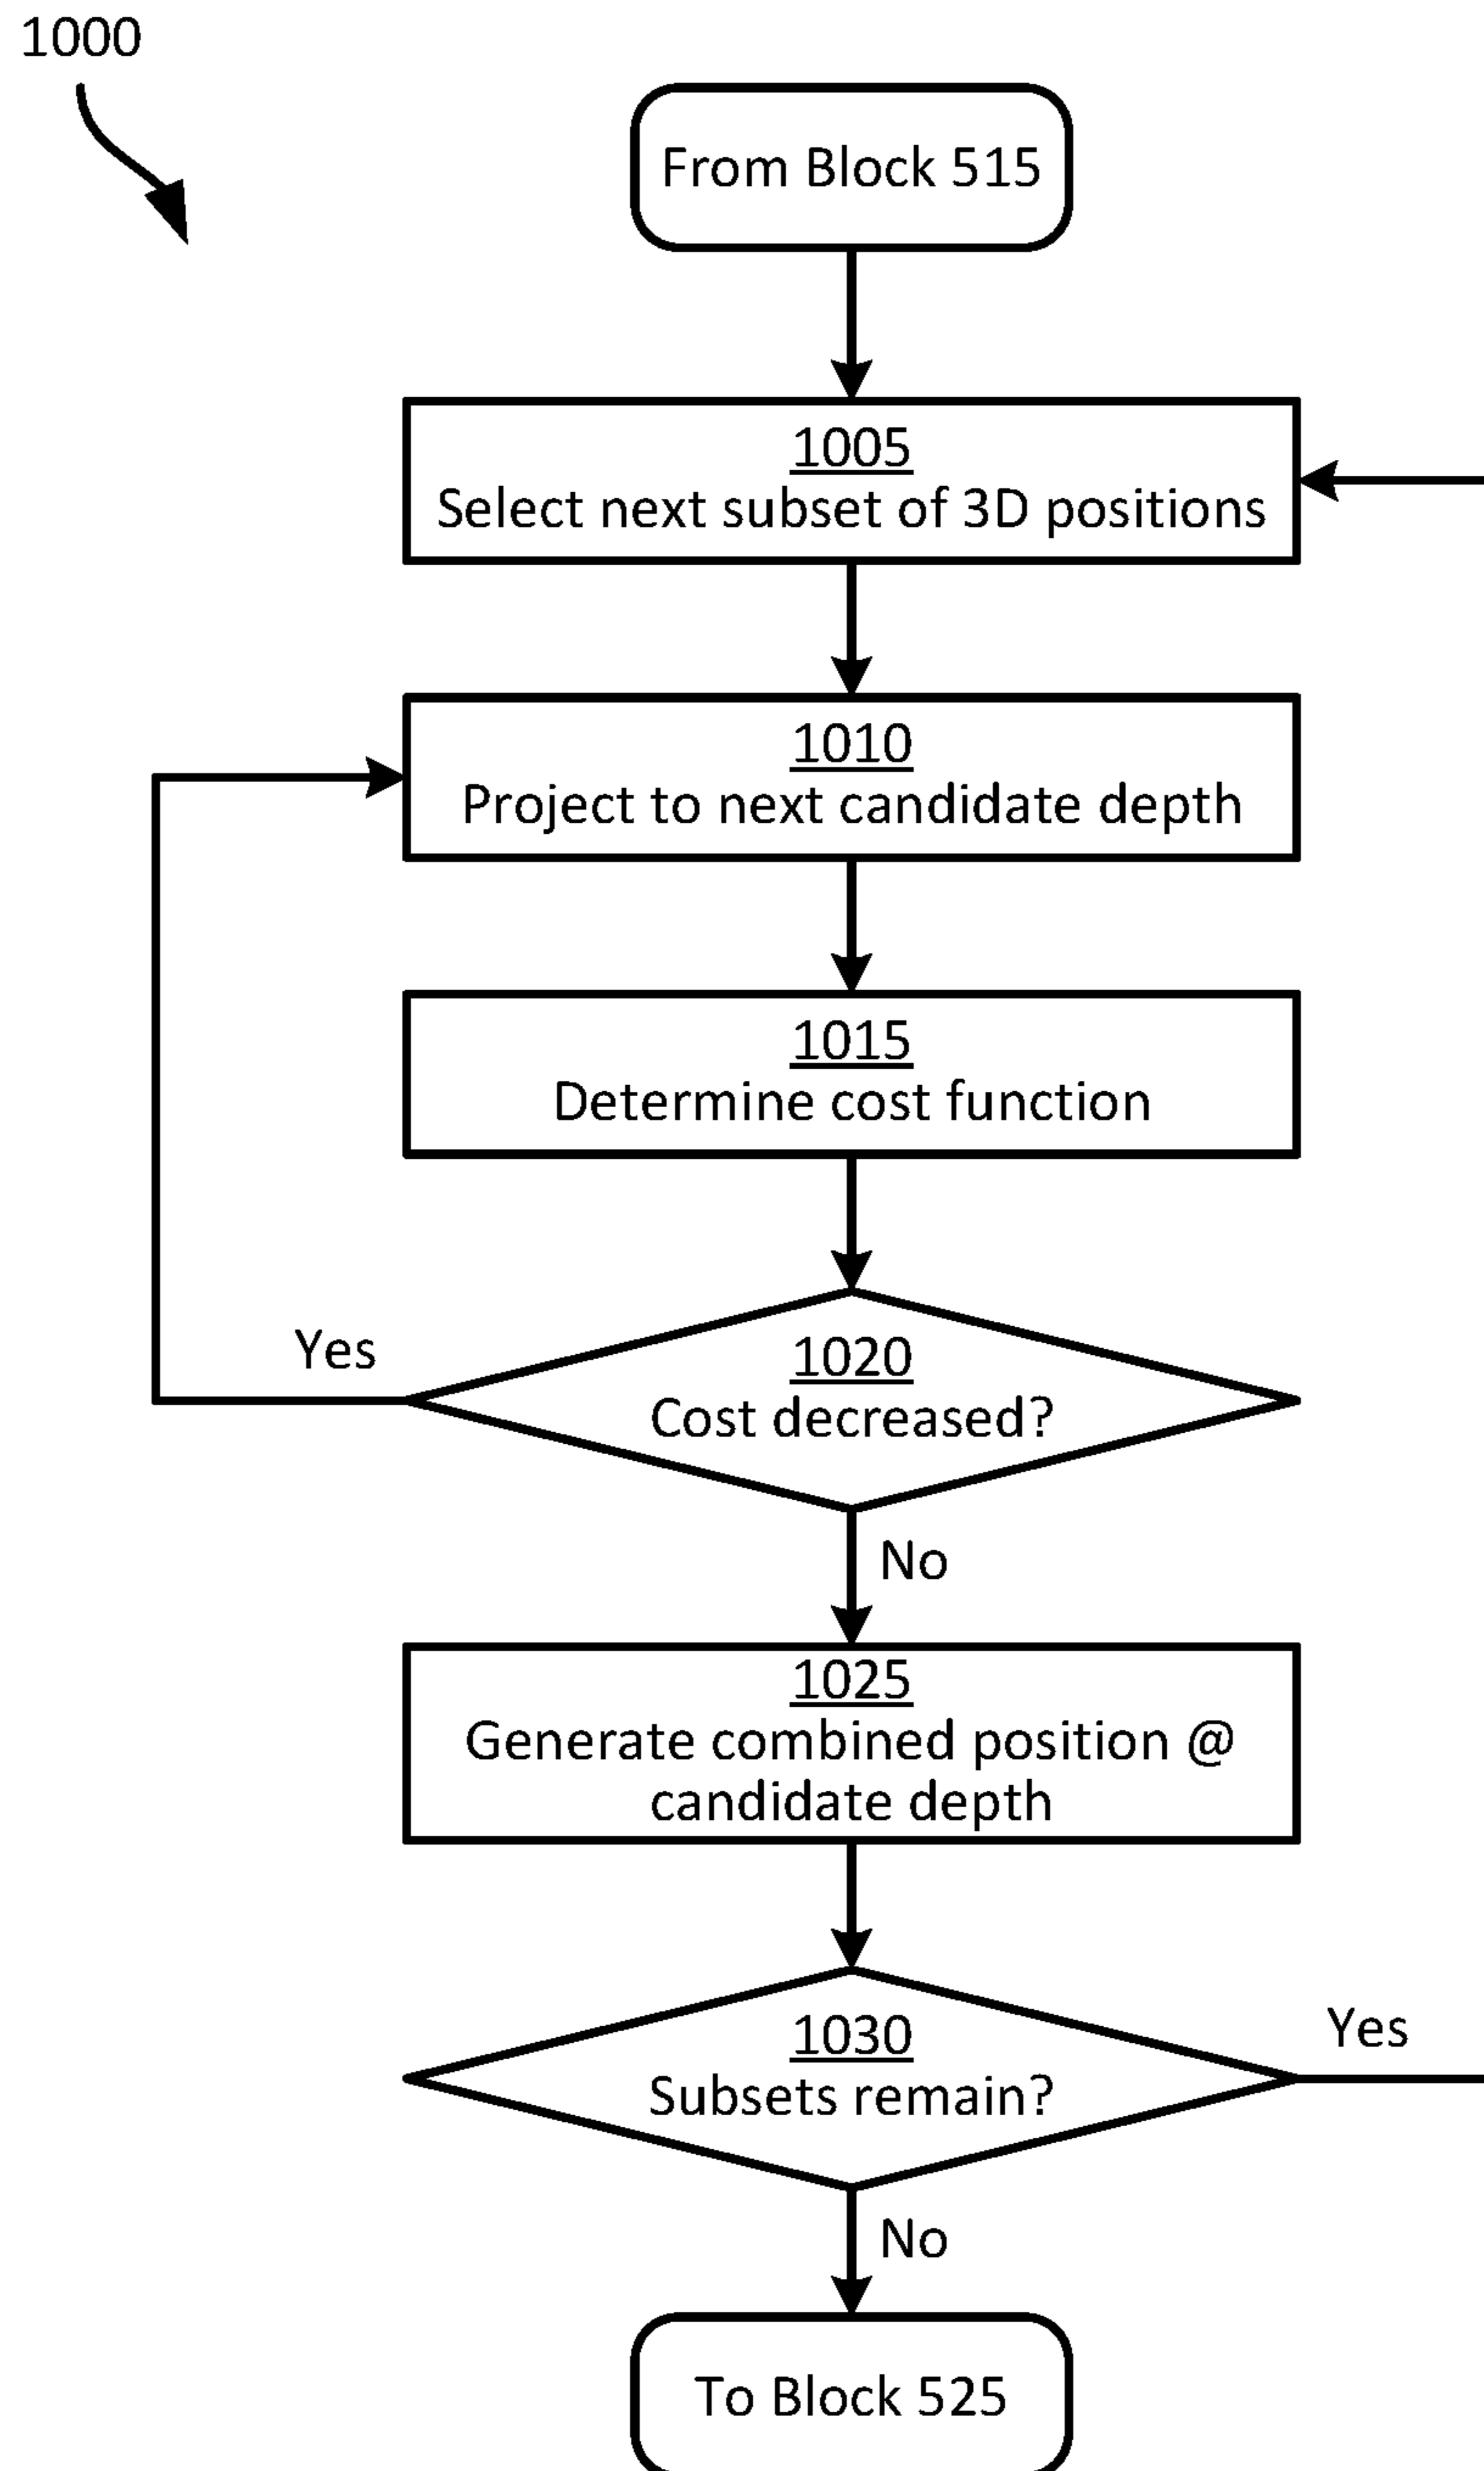 1000
From Block 515
1005
Select next subset of 3D positions
1010
Project to next candidate depth
1015
Determine cost function
Yes
1020
Cost decreased?
No
1025
Generate combined position @
candidate depth
1030
Subsets remain?
Yes
No
To Block 525